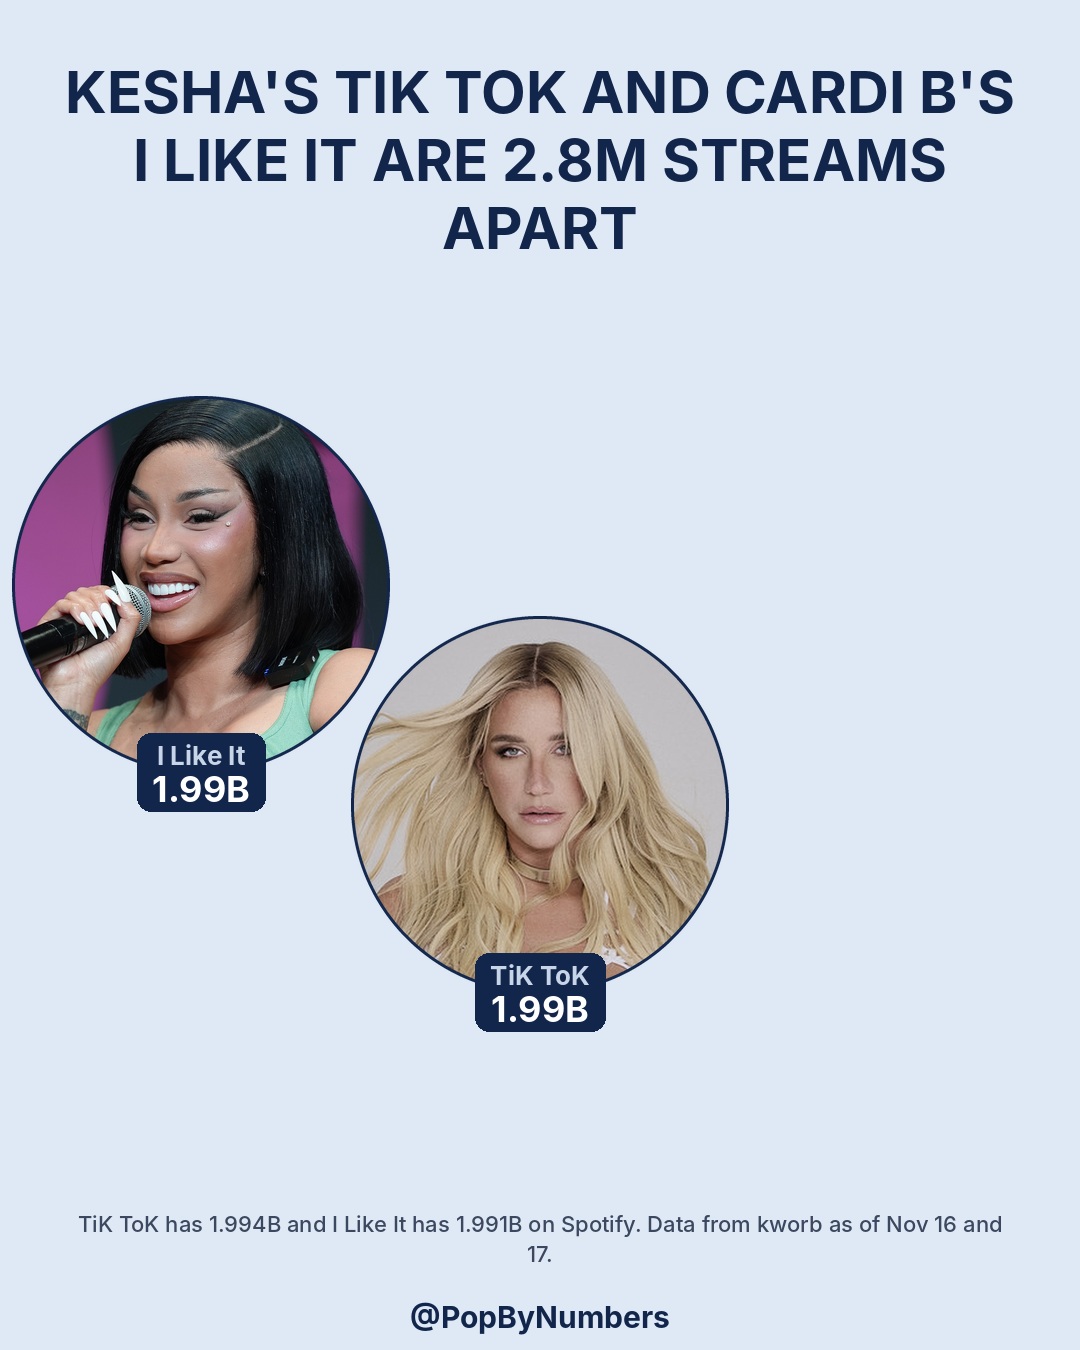 KESHA'S TIK TOK AND CARDI B'S
I LIKE IT ARE 2.8M STREAMS
APART
I Like It
1.99B
TiK ToK
1.99B
TiK ToK has 1.994B and I Like It has 1.991B on Spotify. Data from kworb as of Nov 16 and
17.
@PopByNumbers